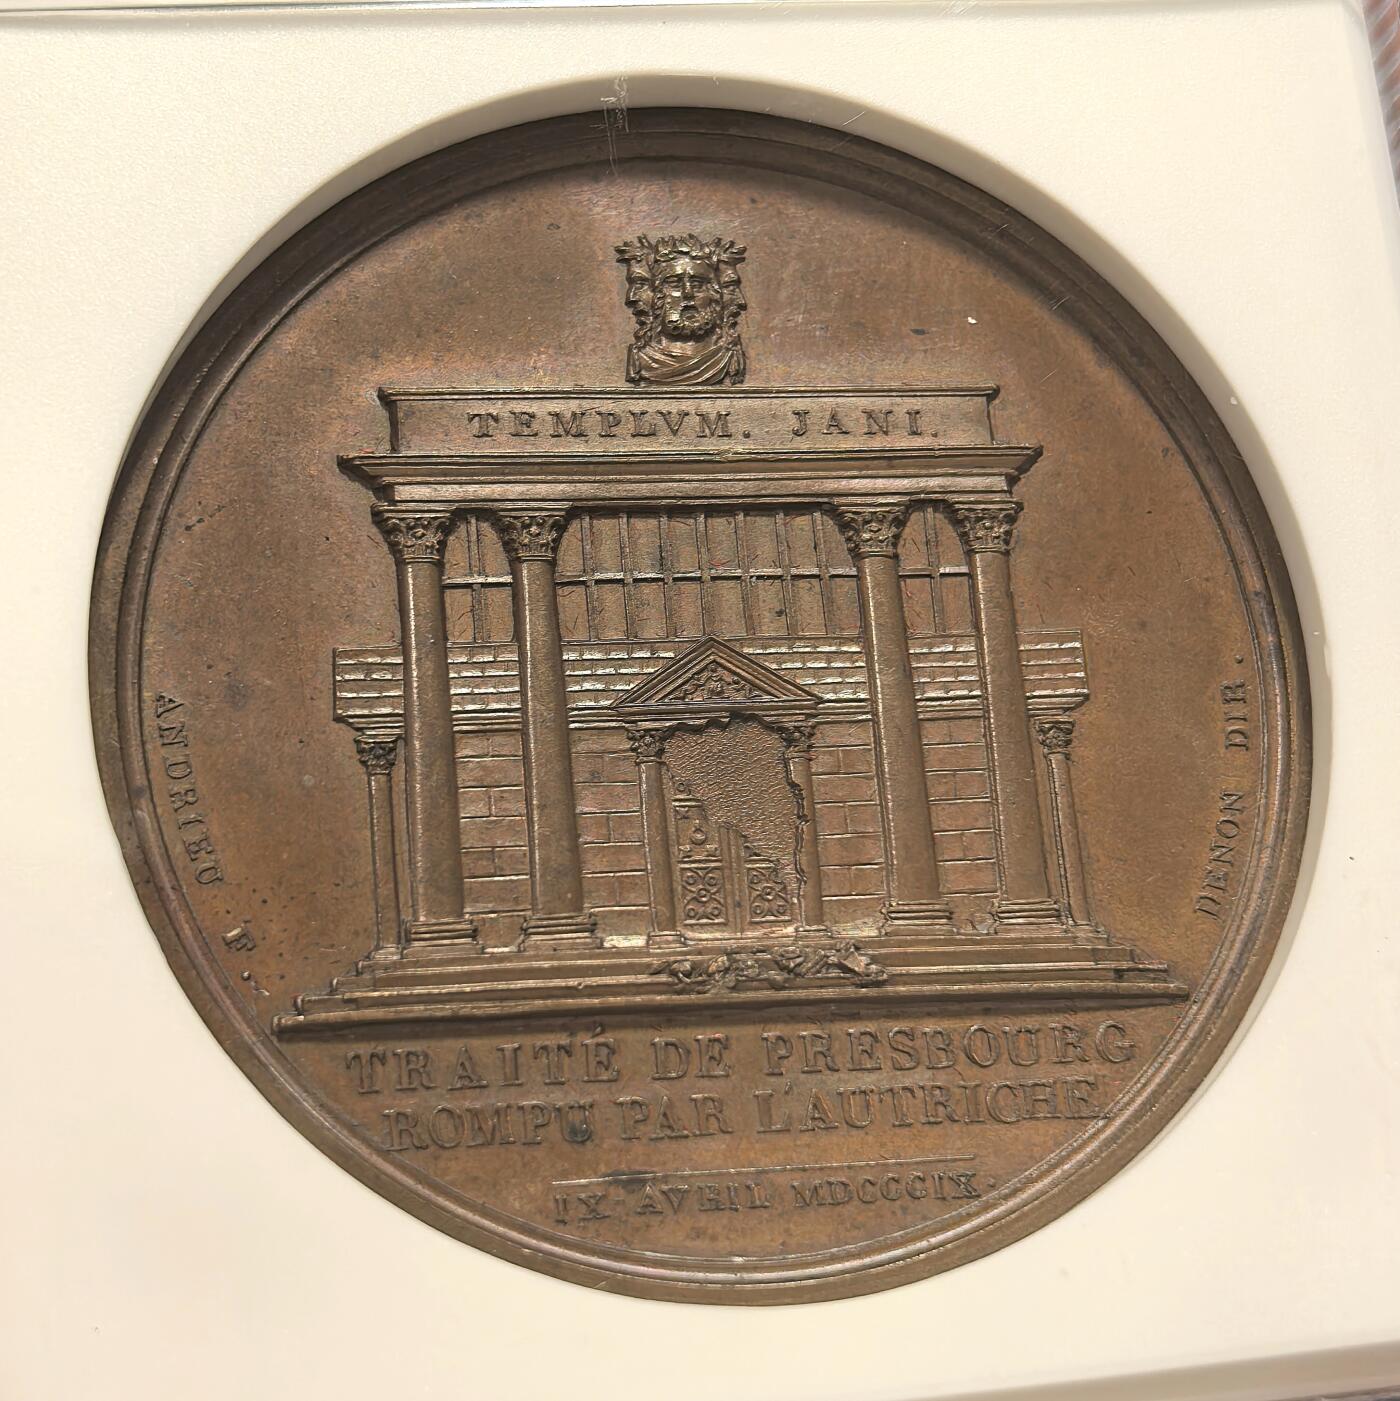 TEMPLVM. JANI.
ANDRIEU F.
DENON DIR.
TRAITÉ DE PRESBOURG
ROMPU PAR L'AUTRICHE
IX AVRIL MDCCCIX.